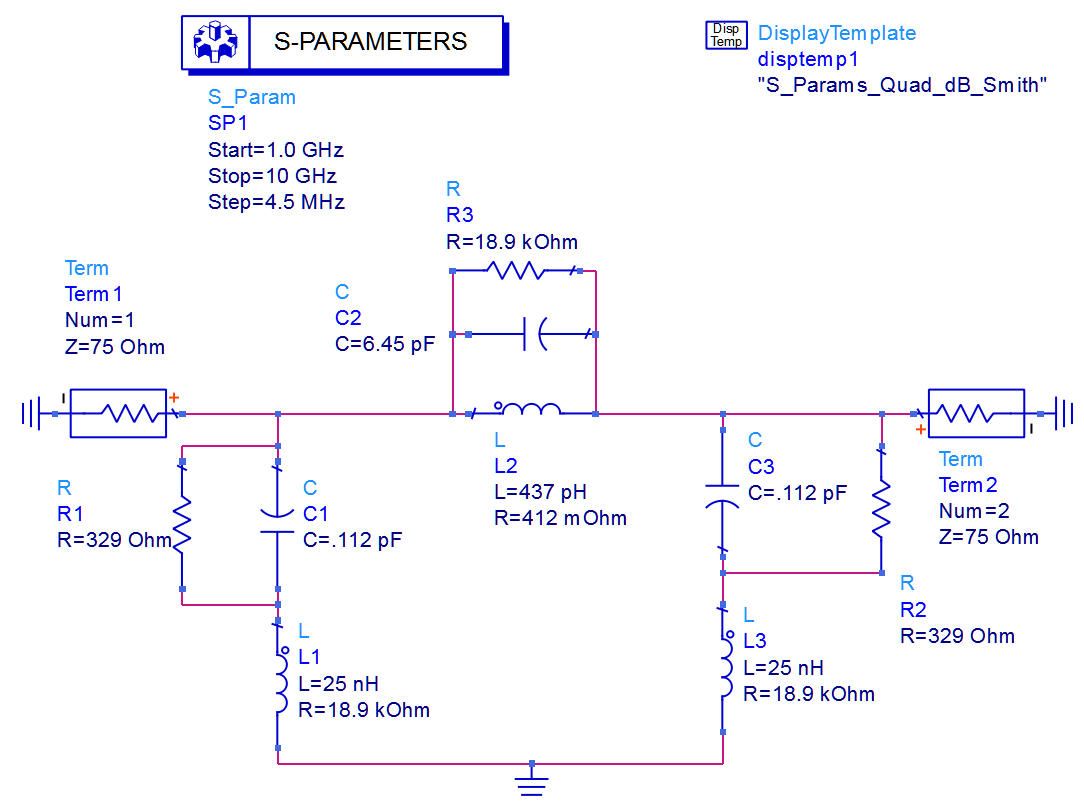 S-PARAMETERS
S_Param
SP1
Start=1.0 GHz
Stop=10 GHz
Step=4.5 MHz
Disp
Temp
DisplayTemplate
disptemp1
"S_Params_Quad_dB_Smith"
R
R3
R=18.9 kOhm
Term
Term1
Num=1
Z=75 Ohm
C
C2
C=6.45 pF
L
L2
L=437 pH
R=412 mOhm
C
C3
C=.112 pF
Term
Term2
Num=2
Z=75 Ohm
R
R1
R=329 Ohm
C
C1
C=.112 pF
R
R2
R=329 Ohm
L
L1
L=25 nH
R=18.9 kOhm
L
L3
L=25 nH
R=18.9 kOhm